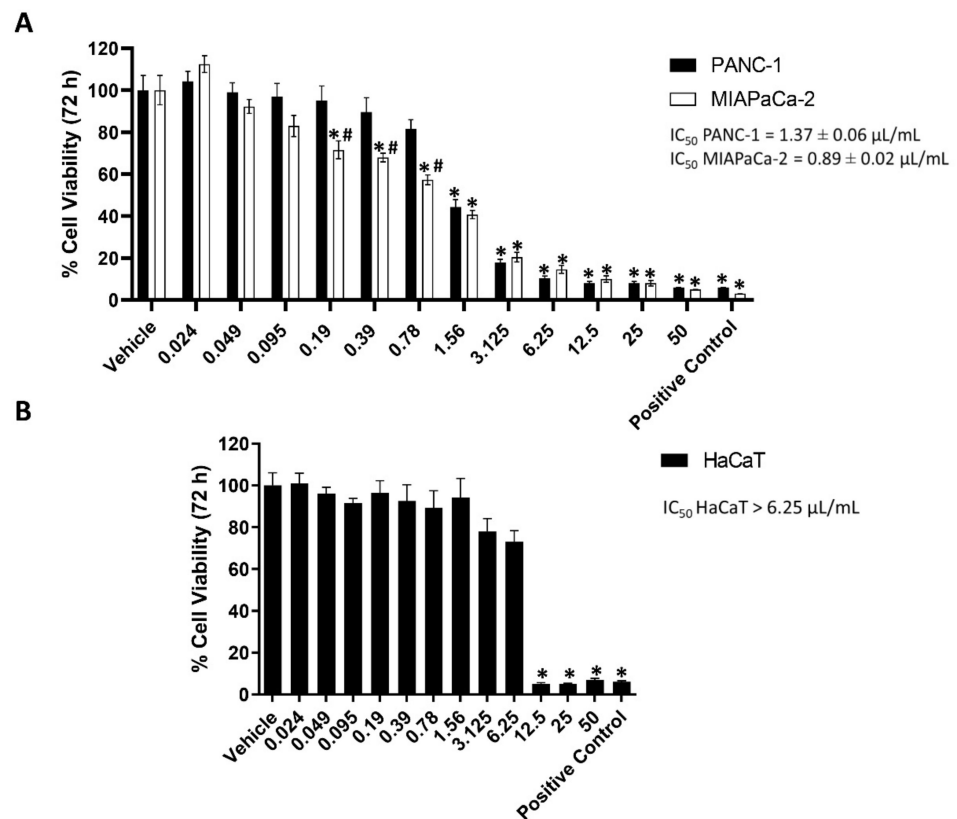 A
% Cell Viability (72 h)
120
100
80
60
40
20
0
*# *# *# * * * * * * * * * * * * * *
Vehicle 0.024 0.049 0.095 0.19 0.39 0.78 1.56 3.125 6.25 12.5 25 50 Positive Control
PANC-1
MIAPaCa-2
IC50 PANC-1 = 1.37 ± 0.06 µL/mL
IC50 MIAPaCa-2 = 0.89 ± 0.02 µL/mL
B
% Cell Viability (72 h)
120
100
80
60
40
20
0
* * * *
Vehicle 0.024 0.049 0.095 0.19 0.39 0.78 1.56 3.125 6.25 12.5 25 50 Positive Control
HaCaT
IC50 HaCaT > 6.25 µL/mL